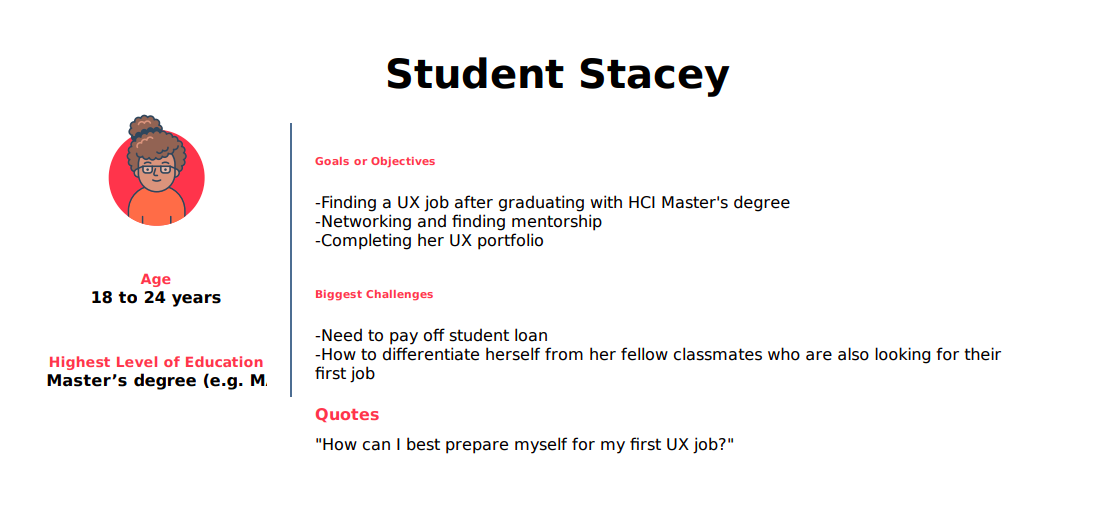 Student Stacey
Age
18 to 24 years
Highest Level of Education
Master’s degree (e.g.
Goals or Objectives
-Finding a UX job after graduating with HCI Master's degree
-Networking and finding mentorship
-Completing her UX portfolio
Biggest Challenges
-Need to pay off student loan
-How to differentiate herself from her fellow classmates who are also looking for their
first job
Quotes
"How can I best prepare myself for my first UX job?"